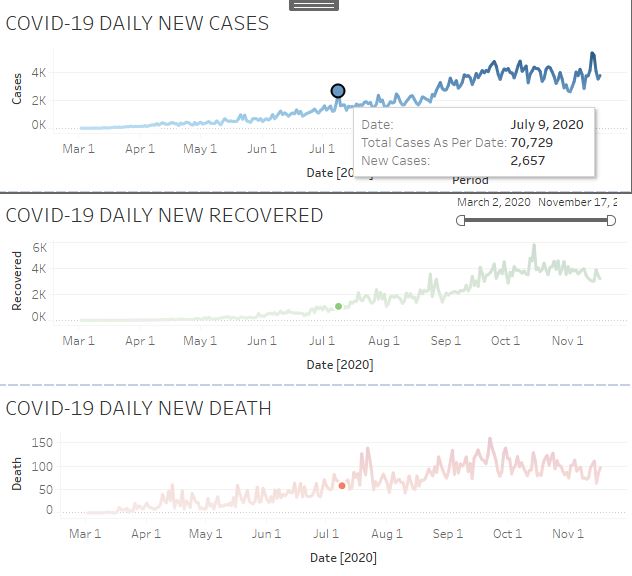 COVID-19 DAILY NEW CASES
Cases
4K
2K
0K
Mar 1 Apr 1 May 1 Jun 1 Jul 1
Date [20
Date: July 9, 2020
Total Cases As Per Date: 70,729
New Cases: 2,657
Period
March 2, 2020 November 17, 2
COVID-19 DAILY NEW RECOVERED
Recovered
6K
4K
2K
0K
Mar 1 Apr 1 May 1 Jun 1 Jul 1 Aug 1 Sep 1 Oct 1 Nov 1
Date [2020]
COVID-19 DAILY NEW DEATH
Death
150
100
50
0
Mar 1 Apr 1 May 1 Jun 1 Jul 1 Aug 1 Sep 1 Oct 1 Nov 1
Date [2020]